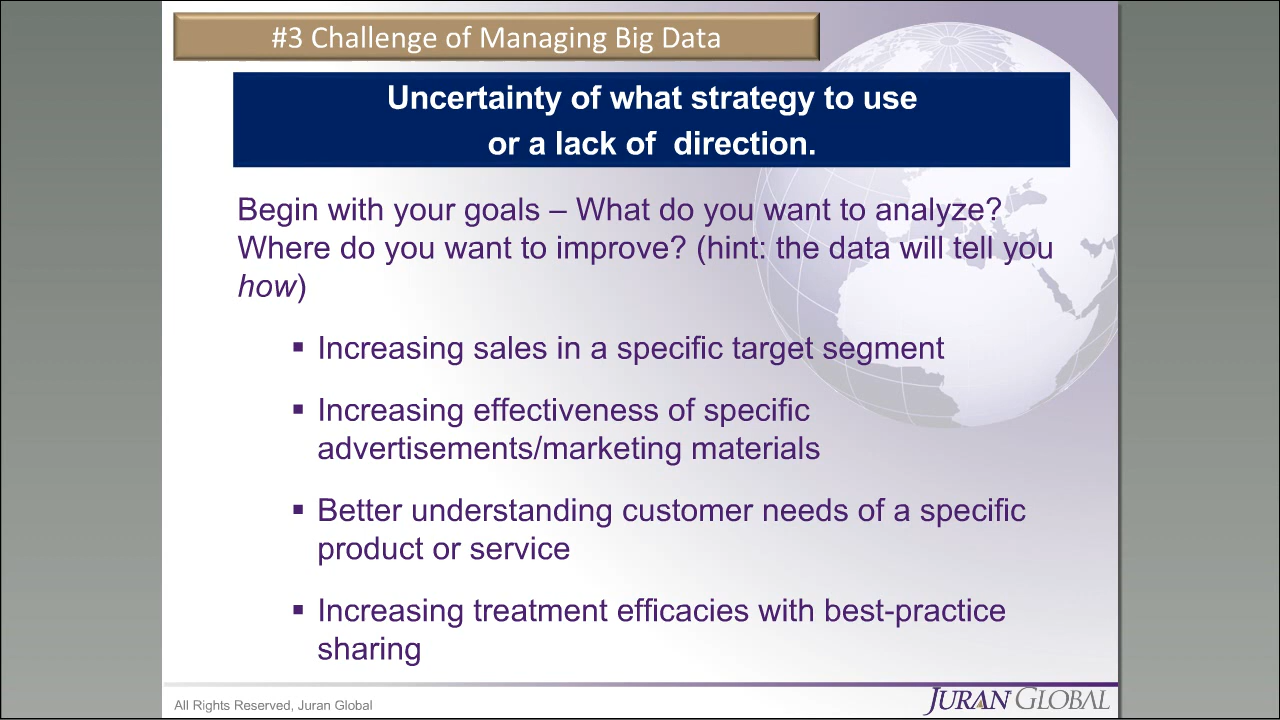 #3 Challenge of Managing Big Data
Uncertainty of what strategy to use
or a lack of  direction.
Begin with your goals – What do you want to analyze?
Where do you want to improve? (hint: the data will tell you
how)
▪ Increasing sales in a specific target segment
▪ Increasing effectiveness of specific
advertisements/marketing materials
▪ Better understanding customer needs of a specific
product or service
▪ Increasing treatment efficacies with best-practice
sharing
All Rights Reserved, Juran Global
JURAN GLOBAL